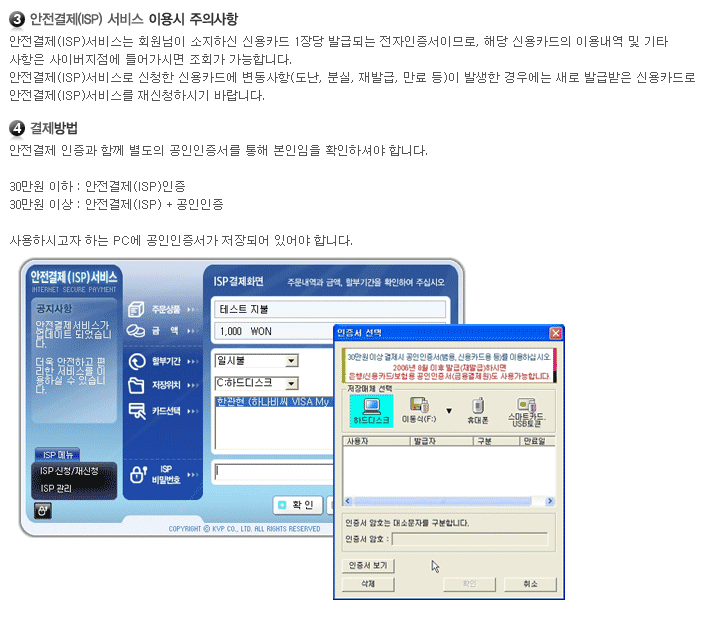 3 안전결제(ISP) 서비스 이용시 주의사항
안전결제(ISP)서비스는 회원님이 소지하신 신용카드 1장당 발급되는 전자인증서이므로, 해당 신용카드의 이용내역 및 기타
사항은 사이버지점에 들어가시면 조회가 가능합니다.
안전결제(ISP)서비스로 신청한 신용카드에 변동사항(도난, 분실, 재발급, 만료 등)이 발생한 경우에는 새로 발급받은 신용카드로
안전결제(ISP)서비스를 재신청하시기 바랍니다.
4 결제방법
안전결제 인증과 함께 별도의 공인인증서를 통해 본인임을 확인하셔야 합니다.
30만원 이하 : 안전결제(ISP)인증
30만원 이상 : 안전결제(ISP) + 공인인증
사용하시고자 하는 PC에 공인인증서가 저장되어 있어야 합니다.
안전결제(ISP)서비스
INTERNET SECURE PAYMENT
공지사항
안전결제서비스가
업데이트 되었습니
다.
더욱 안전하고 편
리한 서비스를 이
용하실 수 있습니
다.
ISP 메뉴
ISP 신청/재신청
ISP 관리
주문상품
금 액
할부기간
저장위치
카드선택
ISP
비밀번호
ISP결제화면
주문내역과 금액, 할부기간을 확인하여 주십시오
테스트 지불
1,000 WON
일시불
C:하드디스크
한관현 (하나비)씨 VISA My
확 인
COPYRIGHT ⓒ KVP CO., LTD. ALL RIGHTS RESERVED
인증서 선택
30만원이상 결제시 공인인증서(범용, 신용카드용 등)를 이용하십시오
2006년 8월 이후 발급(재발급)하시면
은행/신용카드/보험용 공인인증서(금융결제원)도 사용가능합니다.
저장매체 선택
하드디스크
이동식(F:)
휴대폰
스마트카드,
USB토큰
사용자
발급자
구분
만료일
인증서 암호는 대소문자를 구분합니다.
인증서 암호 :
인증서 보기
삭제
확인
취소